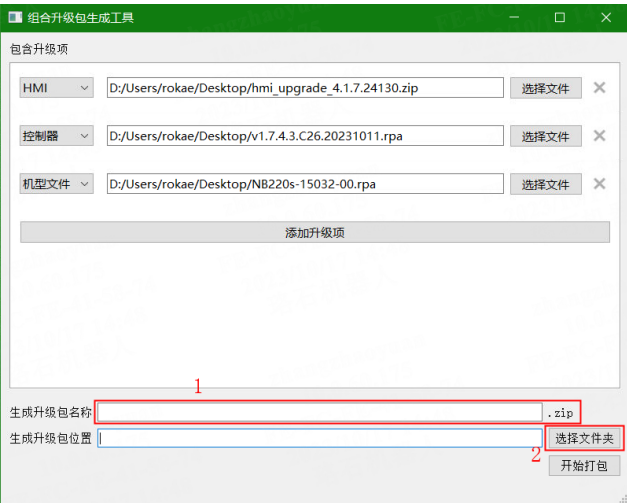 组合升级包生成工具
包含升级项
HMI D:/Users/rokae/Desktop/hmi_upgrade_4.1.7.24130.zip 选择文件
控制器 D:/Users/rokae/Desktop/v1.7.4.3.C26.20231011.rpa 选择文件
机型文件 D:/Users/rokae/Desktop/NB220s-15032-00.rpa 选择文件
添加升级项
1
生成升级包名称 .zip
生成升级包位置 选择文件夹
2
开始打包